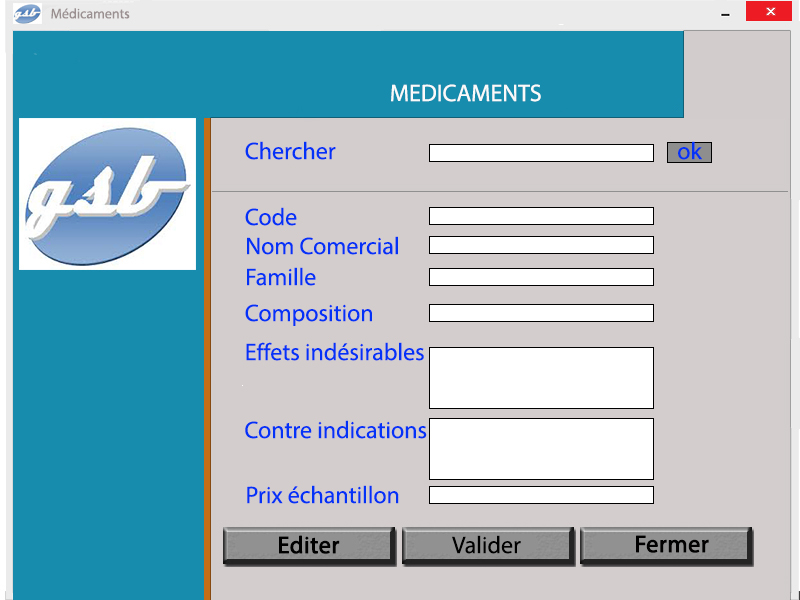 gsb Médicaments
MEDICAMENTS
gsb
Chercher ok
Code
Nom Comercial
Famille
Composition
Effets indésirables
Contre indications
Prix échantillon
Editer Valider Fermer